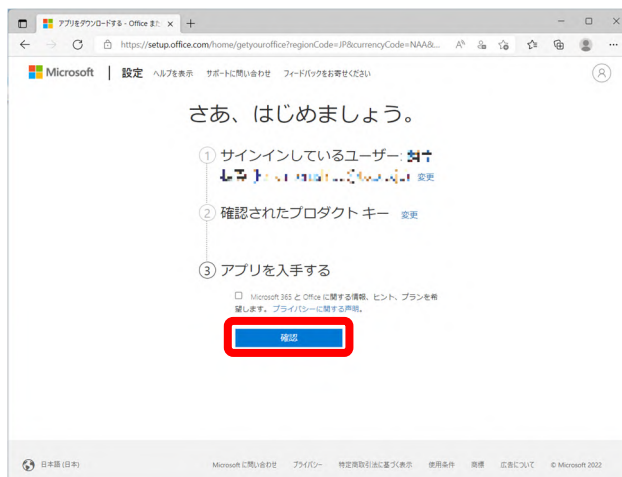 アプリをダウンロードする - Office また
https://setup.office.com/home/getyouroffice?regionCode=JP&currencyCode=NAA&...
Microsoft 設定 ヘルプを表示 サポートに問い合わせ フィードバックをお寄せください
さあ、はじめましょう。
1 サインインしているユーザー:
変更
2 確認されたプロダクト キー 変更
3 アプリを入手する
Microsoft 365 と Office に関する情報、ヒント、プランを希
望します。プライバシーに関する声明。
確認
日本語 (日本) Microsoft に問い合わせ プライバシー 特定商取引法に基づく表示 使用条件 商標 広告について © Microsoft 2022